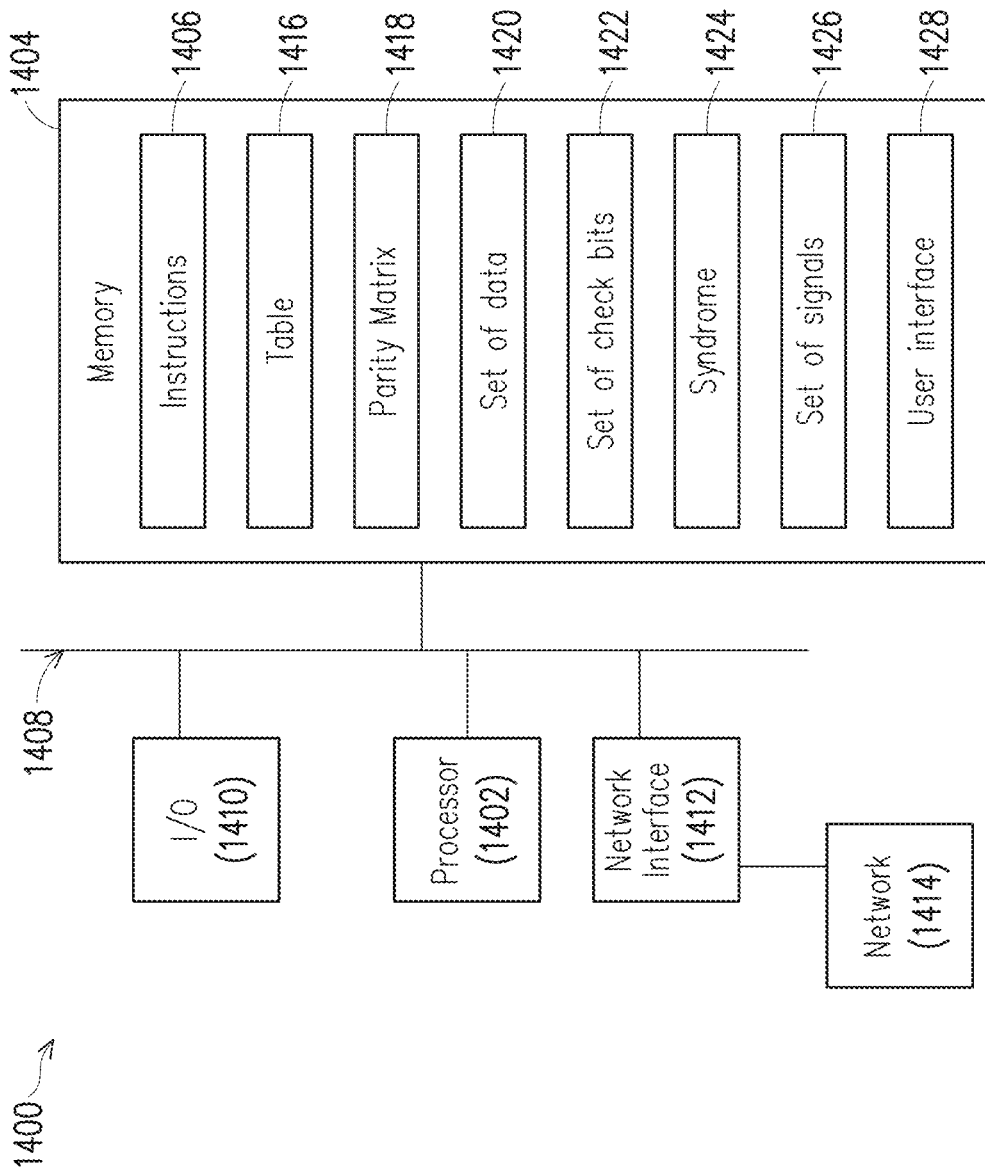 1400
1408
1404
I/O
(1410)
Processor
(1402)
Network
Interface
(1412)
Network
(1414)
Memory
Instructions
1406
Table
1416
Parity Matrix
1418
Set of data
1420
Set of check bits
1422
Syndrome
1424
Set of signals
1426
User interface
1428